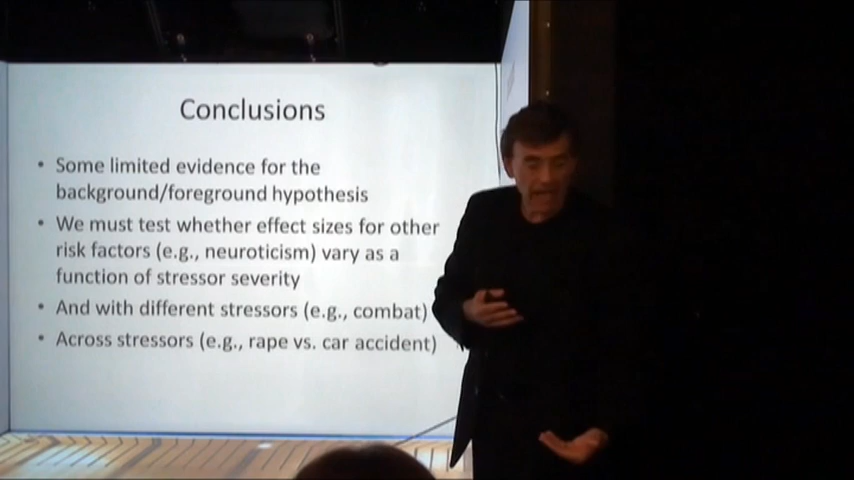 Conclusions
• Some limited evidence for the
background/foreground hypothesis
• We must test whether effect sizes for other
risk factors (e.g., neuroticism) vary as a
function of stressor severity
• And with different stressors (e.g., combat)
• Across stressors (e.g., rape vs. car accident)